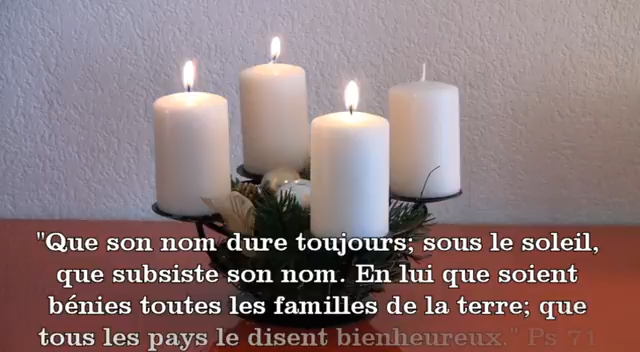 "Que son nom dure toujours; sous le soleil,
que subsiste son nom. En lui que soient
bénies toutes les familles de la terre; que
tous les pays le disent bienheureux." Ps 71